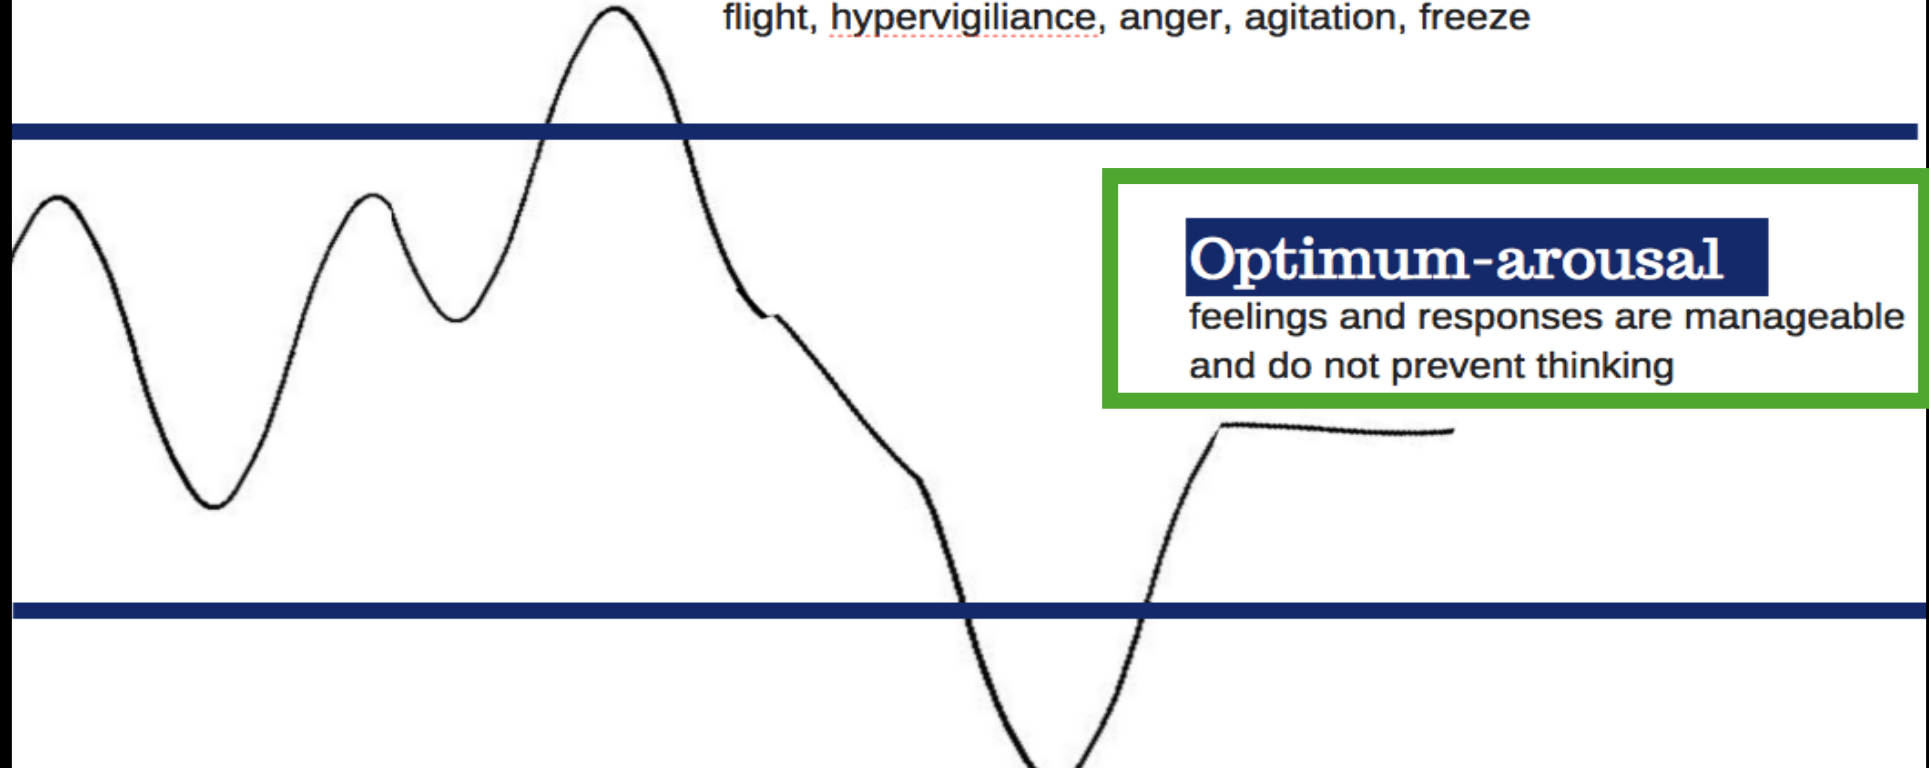 flight, hypervigiliance, anger, agitation, freeze
Optimum-arousal
feelings and responses are manageable
and do not prevent thinking